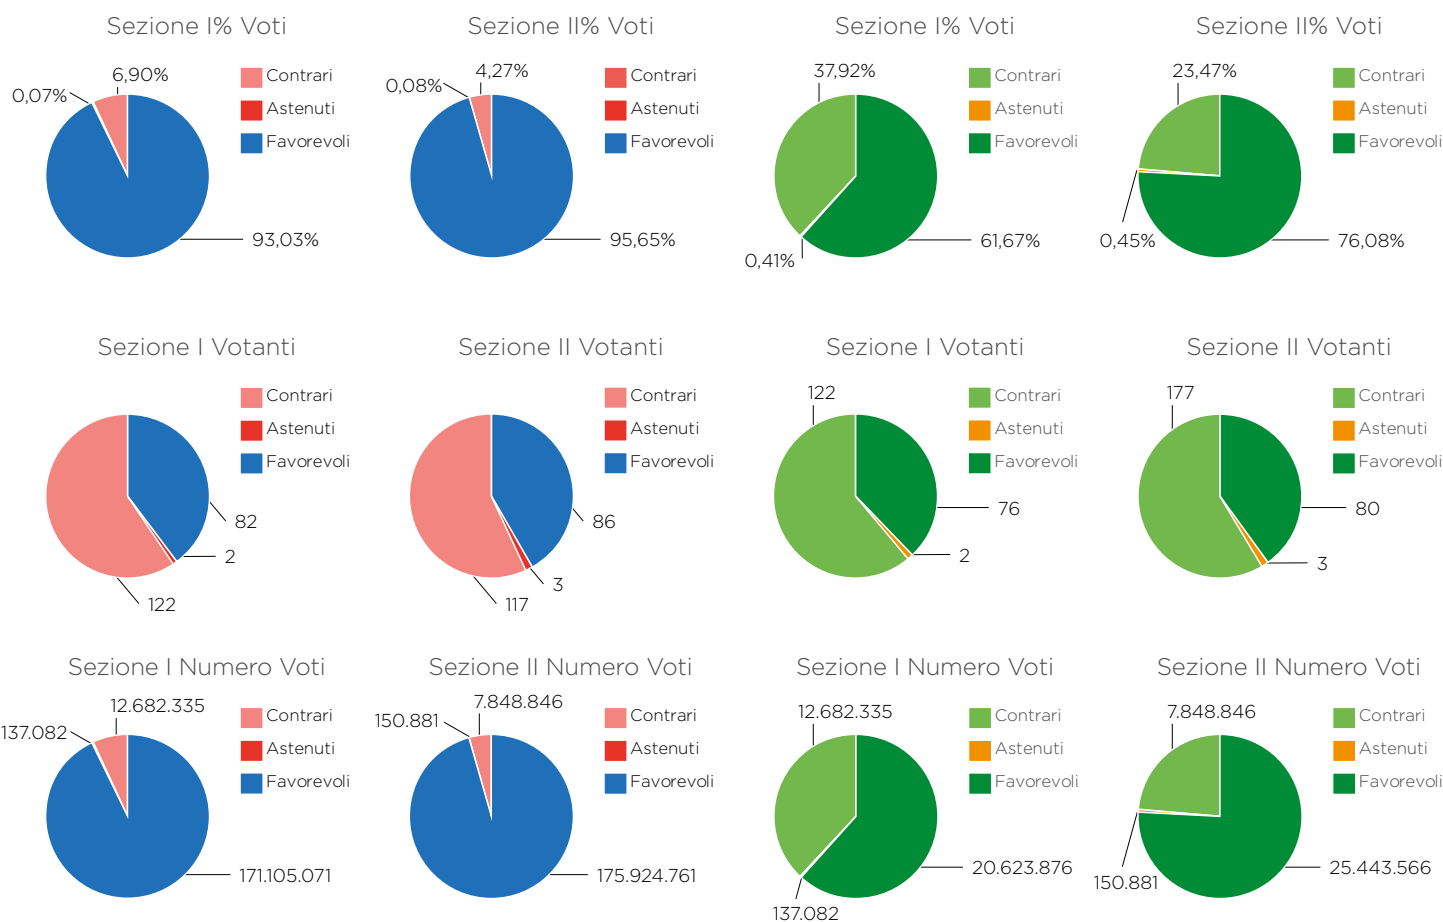 Sezione I% Voti
6,90%
0,07%
93,03%
Contrari
Astenuti
Favorevoli
Sezione II% Voti
4,27%
0,08%
95,65%
Contrari
Astenuti
Favorevoli
Sezione I% Voti
37,92%
0,41%
61,67%
Contrari
Astenuti
Favorevoli
Sezione II% Voti
23,47%
0,45%
76,08%
Contrari
Astenuti
Favorevoli
Sezione I Votanti
Contrari
Astenuti
Favorevoli
82
2
122
Sezione II Votanti
Contrari
Astenuti
Favorevoli
86
3
117
Sezione I Votanti
122
Contrari
Astenuti
Favorevoli
76
2
Sezione II Votanti
177
Contrari
Astenuti
Favorevoli
80
3
Sezione I Numero Voti
12.682.335
137.082
Contrari
Astenuti
Favorevoli
171.105.071
Sezione II Numero Voti
7.848.846
150.881
Contrari
Astenuti
Favorevoli
175.924.761
Sezione I Numero Voti
12.682.335
Contrari
Astenuti
Favorevoli
20.623.876
137.082
Sezione II Numero Voti
7.848.846
Contrari
Astenuti
Favorevoli
25.443.566
150.881